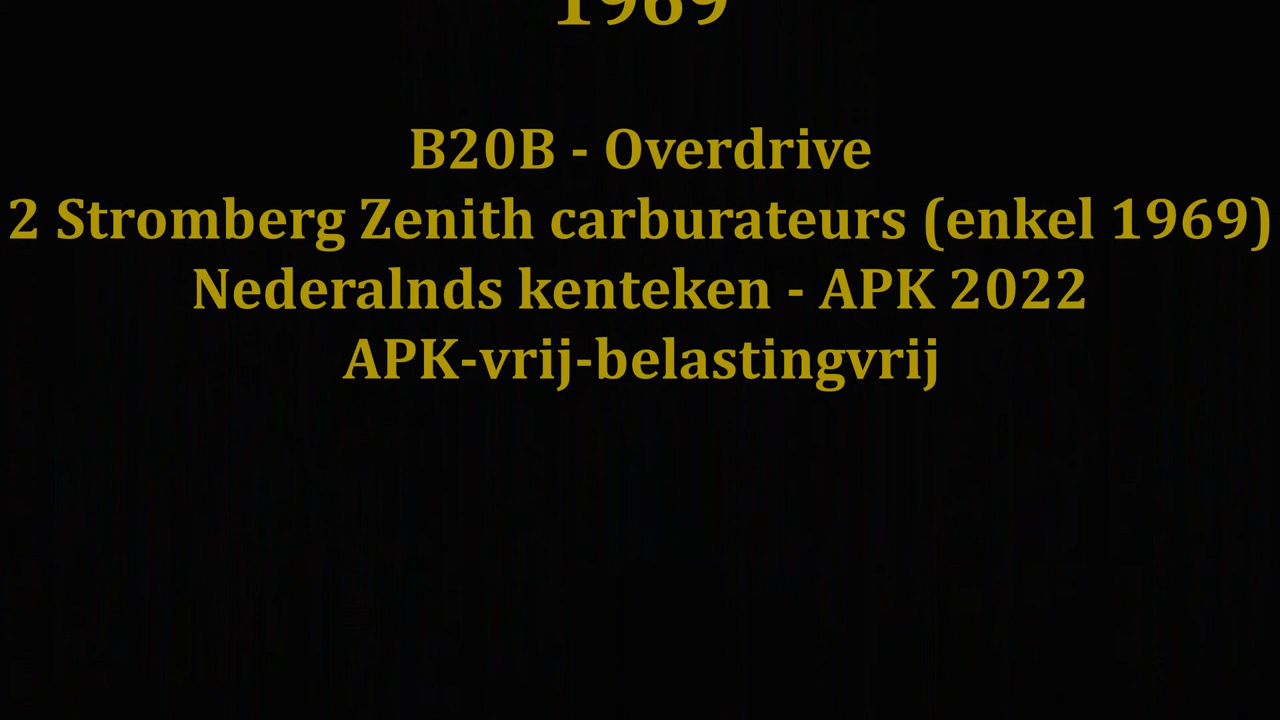 1969
B20B - Overdrive
2 Stromberg Zenith carburateurs (enkel 1969)
Nederalnds kenteken - APK 2022
APK-vrij-belastingvrij